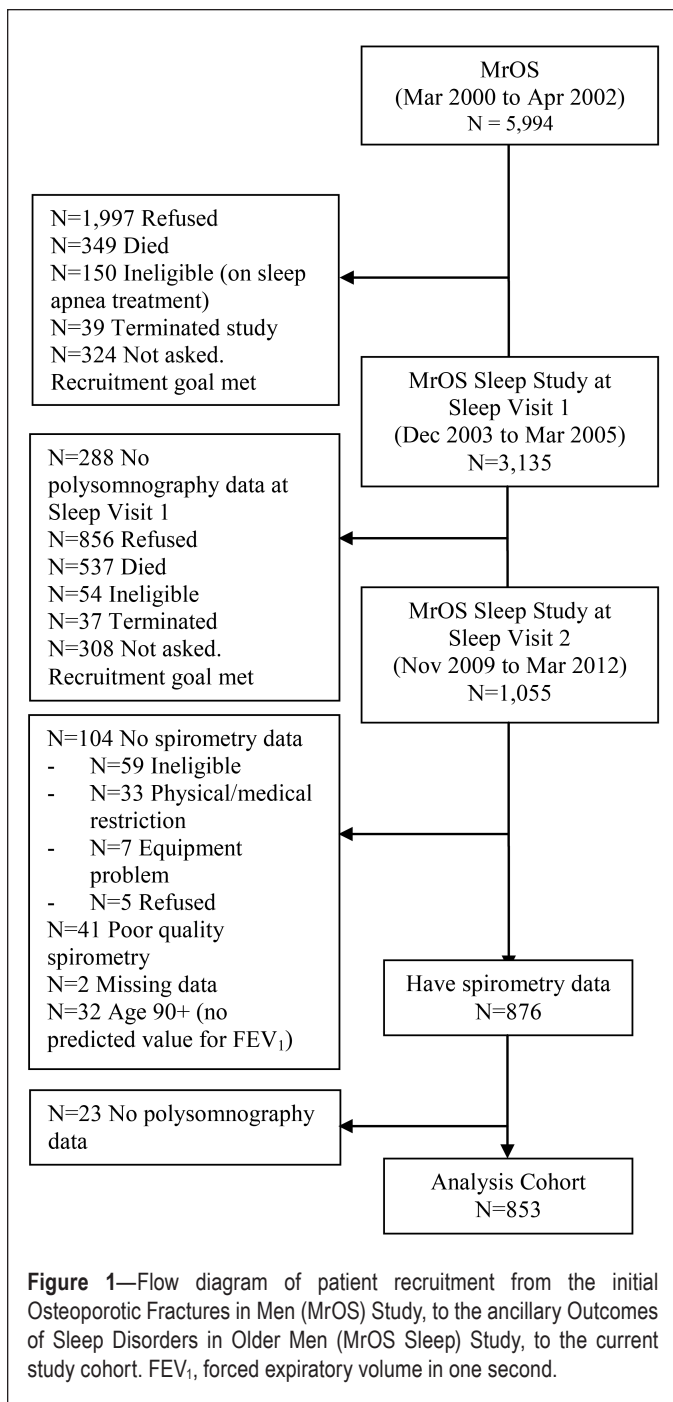 MrOS
(Mar 2000 to Apr 2002)
N = 5,994
N=1,997 Refused
N=349 Died
N=150 Ineligible (on sleep
apnea treatment)
N=39 Terminated study
N=324 Not asked.
Recruitment goal met
MrOS Sleep Study at
Sleep Visit 1
(Dec 2003 to Mar 2005)
N=3,135
N=288 No
polysomnography data at
Sleep Visit 1
N=856 Refused
N=537 Died
N=54 Ineligible
N=37 Terminated
N=308 Not asked.
Recruitment goal met
MrOS Sleep Study at
Sleep Visit 2
(Nov 2009 to Mar 2012)
N=1,055
N=104 No spirometry data
- N=59 Ineligible
- N=33 Physical/medical
restriction
- N=7 Equipment
problem
- N=5 Refused
N=41 Poor quality
spirometry
N=2 Missing data
N=32 Age 90+ (no
predicted value for FEV₁)
Have spirometry data
N=876
N=23 No polysomnography
data
Analysis Cohort
N=853
Figure 1—Flow diagram of patient recruitment from the initial
Osteoporotic Fractures in Men (MrOS) Study, to the ancillary Outcomes
of Sleep Disorders in Older Men (MrOS Sleep) Study, to the current
study cohort. FEV₁, forced expiratory volume in one second.